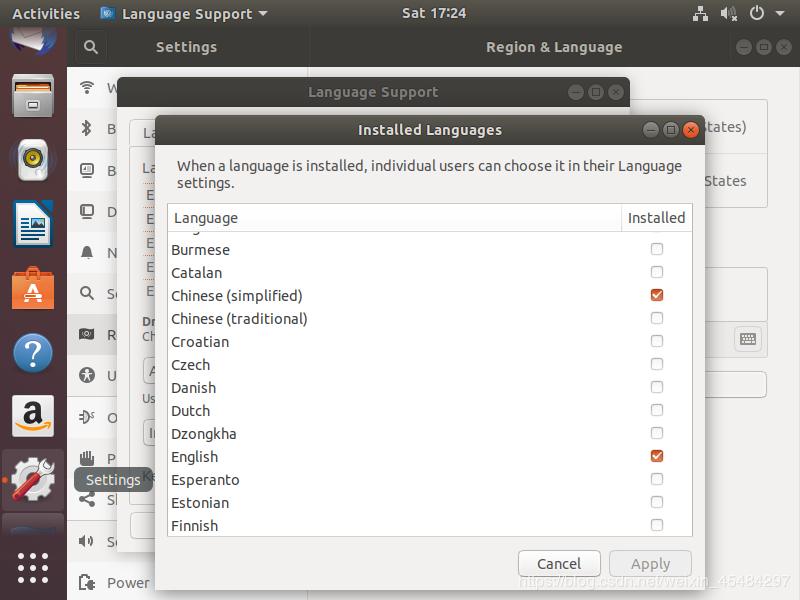 Activities
Language Support
Sat 17:24
Settings
Region & Language
Language Support
Installed Languages
When a language is installed, individual users can choose it in their Language
settings.
Language
Installed
Burmese
Catalan
Chinese (simplified)
Chinese (traditional)
Croatian
Czech
Danish
Dutch
Dzongkha
English
Esperanto
Estonian
Finnish
Cancel
Apply
States)
States
Settings
Power
https://blog.csdn.net/weixin_45484297